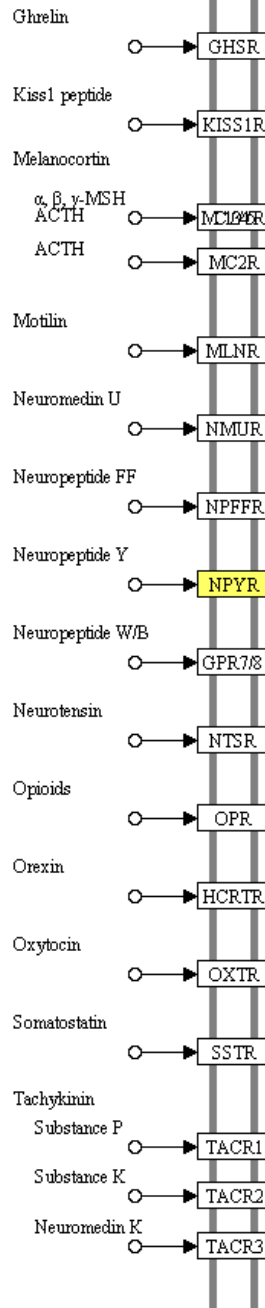 Ghrelin
GHSR
Kiss1 peptide
KISS1R
Melanocortin
α, β, γ-MSH
ACTH
ACTH
MC2R
Motilin
MLNR
Neuromedin U
NMUR
Neuropeptide FF
NPFFR
Neuropeptide Y
NPYR
Neuropeptide W/B
GPR7/8
Neurotensin
NTSR
Opioids
OPR
Orexin
HCRTR
Oxytocin
OXTR
Somatostatin
SSTR
Tachykinin
Substance P
TACR1
Substance K
TACR2
Neuromedin K
TACR3